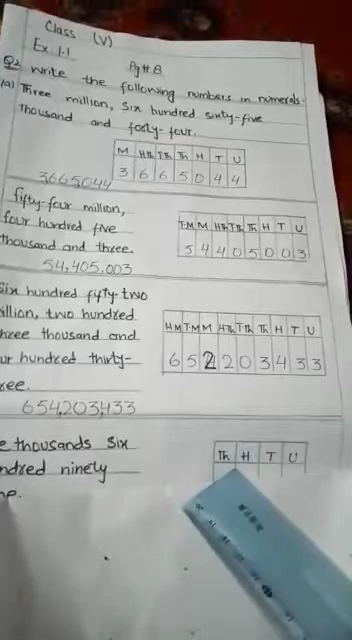 Class (V)
Ex 1.1
Pg# 8
Q2 Write the following numbers in numerals.
(a) Three million, six hundred sixty-five
thousand and forty-four.
M H.Th T.Th Th H T U
3 6 6 5 0 4 4
3665044
fifty-four million,
four hundred five
thousand and three.
T.M M H.Th T.Th Th H T U
5 4 4 0 5 0 0 3
54,405,003
Six hundred fifty-two
illion, two hundred
hree thousand and
ur hundred thirty-
ree.
H.M T.M M H.Th T.Th Th H T U
6 5 2 2 0 3 4 3 3
654,203,433
e thousands six
ndred ninety
ne.
Th H T U